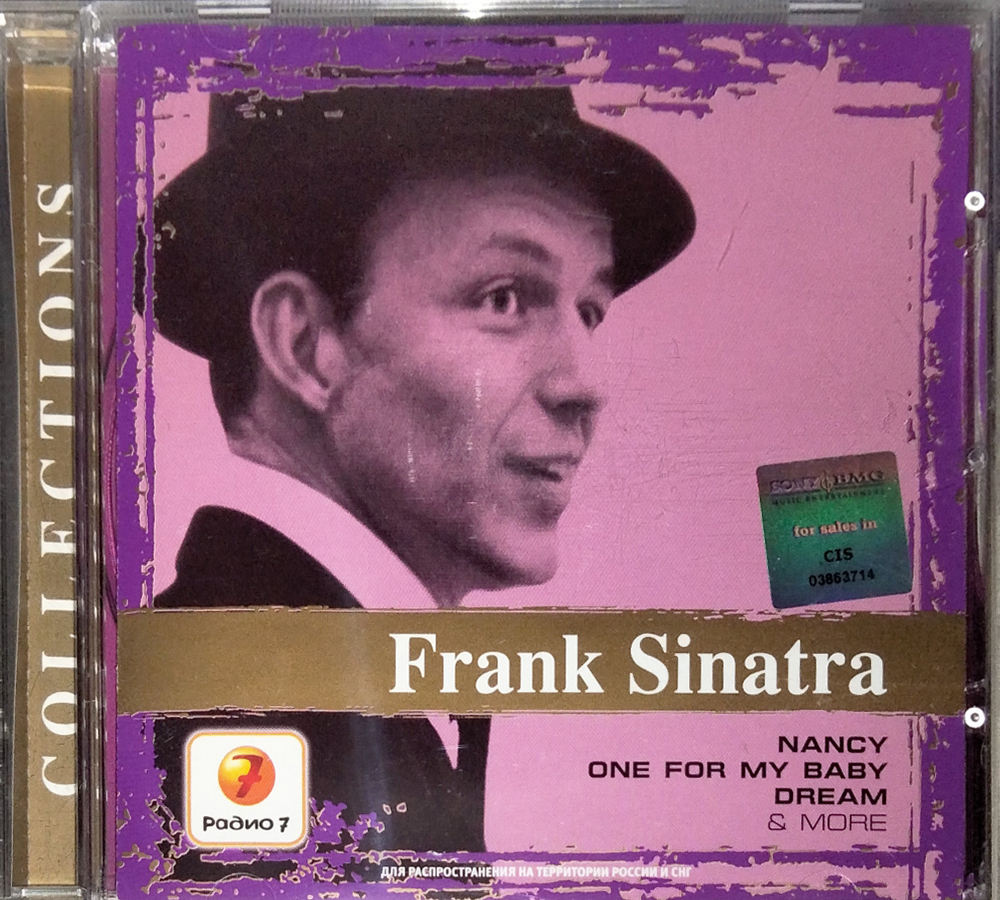 COLLECTIONS
SONY BMG
MUSIC ENTERTAINMENT
for sales in
CIS
03863714
Frank Sinatra
NANCY
ONE FOR MY BABY
DREAM
& MORE
7
Радио 7
ДЛЯ РАСПРОСТРАНЕНИЯ НА ТЕРРИТОРИИ РОССИИ И СНГ